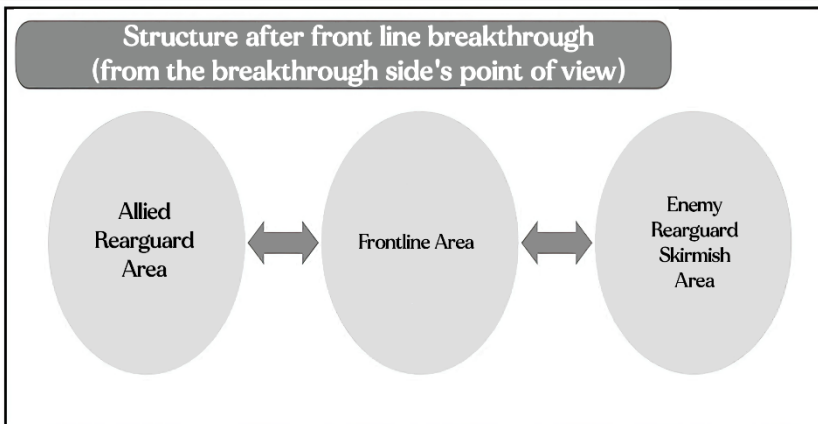 Structure after front line breakthrough
(from the breakthrough side's point of view)
Allied
Rearguard
Area
Frontline Area
Enemy
Rearguard
Skirmish
Area